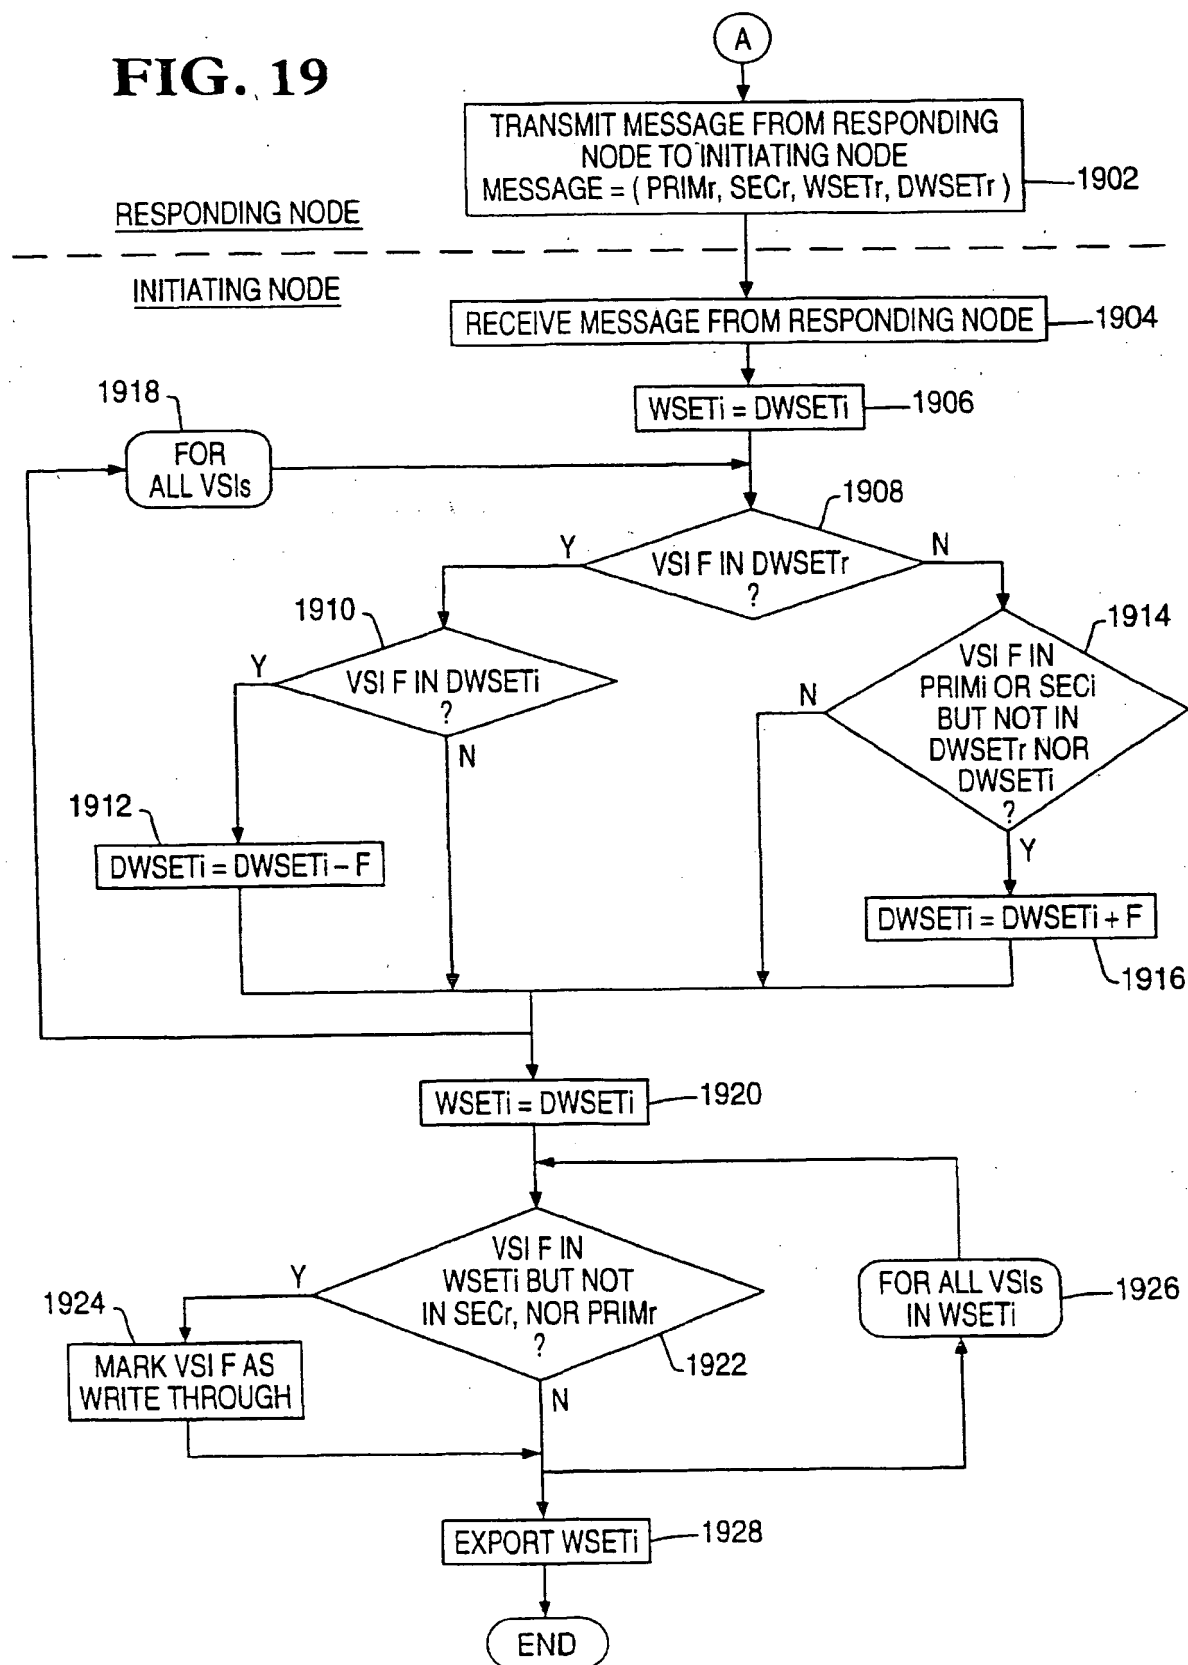 A
FIG. 19
TRANSMIT MESSAGE FROM RESPONDING
NODE TO INITIATING NODE
MESSAGE = ( PRIMr, SECr, WSETr, DWSETr )
1902
RESPONDING NODE
INITIATING NODE
RECEIVE MESSAGE FROM RESPONDING NODE
1904
WSETi = DWSETi
1906
1918
FOR
ALL VSIs
1908
VSI F IN DWSETr
?
Y
N
1910
VSI F IN DWSETi
?
Y
N
1914
VSI F IN
PRIMi OR SECi
BUT NOT IN
DWSETr NOR
DWSETi
?
N
Y
1912
DWSETi = DWSETi – F
DWSETi = DWSETi + F
1916
WSETi = DWSETi
1920
VSI F IN
WSETi BUT NOT
IN SECr, NOR PRIMr
?
1922
Y
N
1924
MARK VSI F AS
WRITE THROUGH
FOR ALL VSIs
IN WSETi
1926
EXPORT WSETi
1928
END